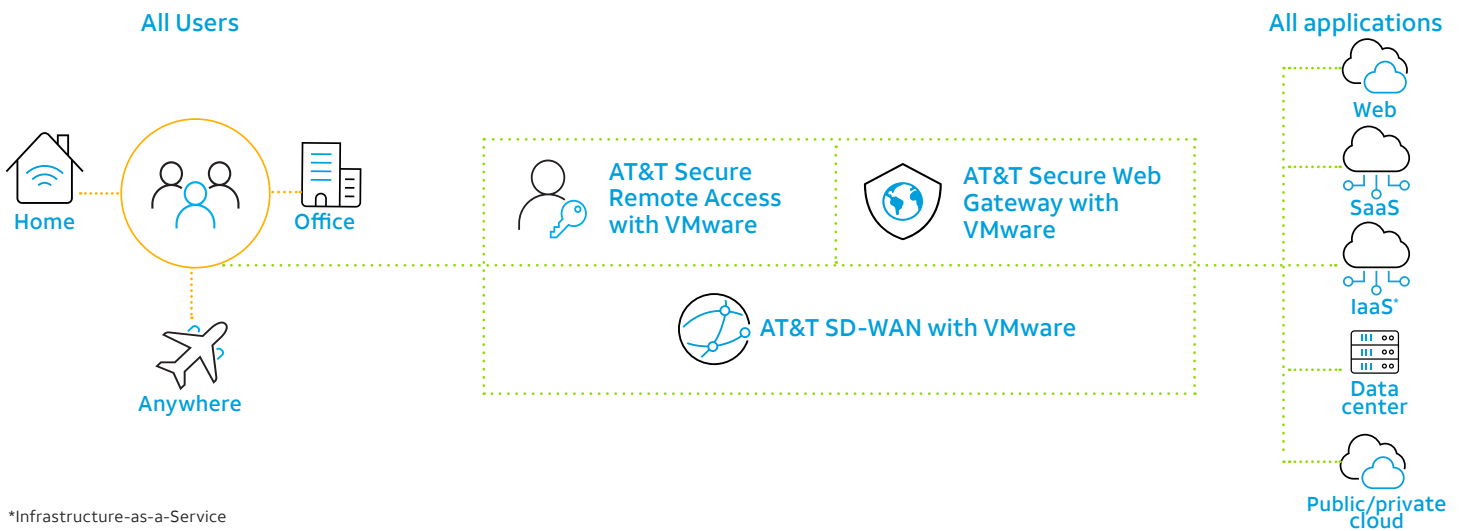 All Users
All applications
Home
Office
Anywhere
AT&T Secure
Remote Access
with VMware
AT&T Secure Web
Gateway with
VMware
AT&T SD-WAN with VMware
Web
SaaS
IaaS*
Data
center
Public/private
cloud
*Infrastructure-as-a-Service